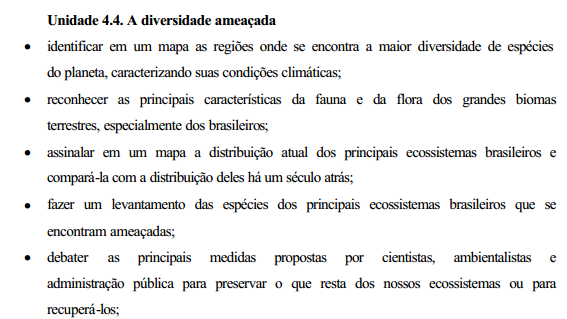 Unidade 4.4. A diversidade ameaçada
• identificar em um mapa as regiões onde se encontra a maior diversidade de espécies
do planeta, caracterizando suas condições climáticas;
• reconhecer as principais características da fauna e da flora dos grandes biomas
terrestres, especialmente dos brasileiros;
• assinalar em um mapa a distribuição atual dos principais ecossistemas brasileiros e
compará-la com a distribuição deles há um século atrás;
• fazer um levantamento das espécies dos principais ecossistemas brasileiros que se
encontram ameaçadas;
• debater as principais medidas propostas por cientistas, ambientalistas e
administração pública para preservar o que resta dos nossos ecossistemas ou para
recuperá-los;